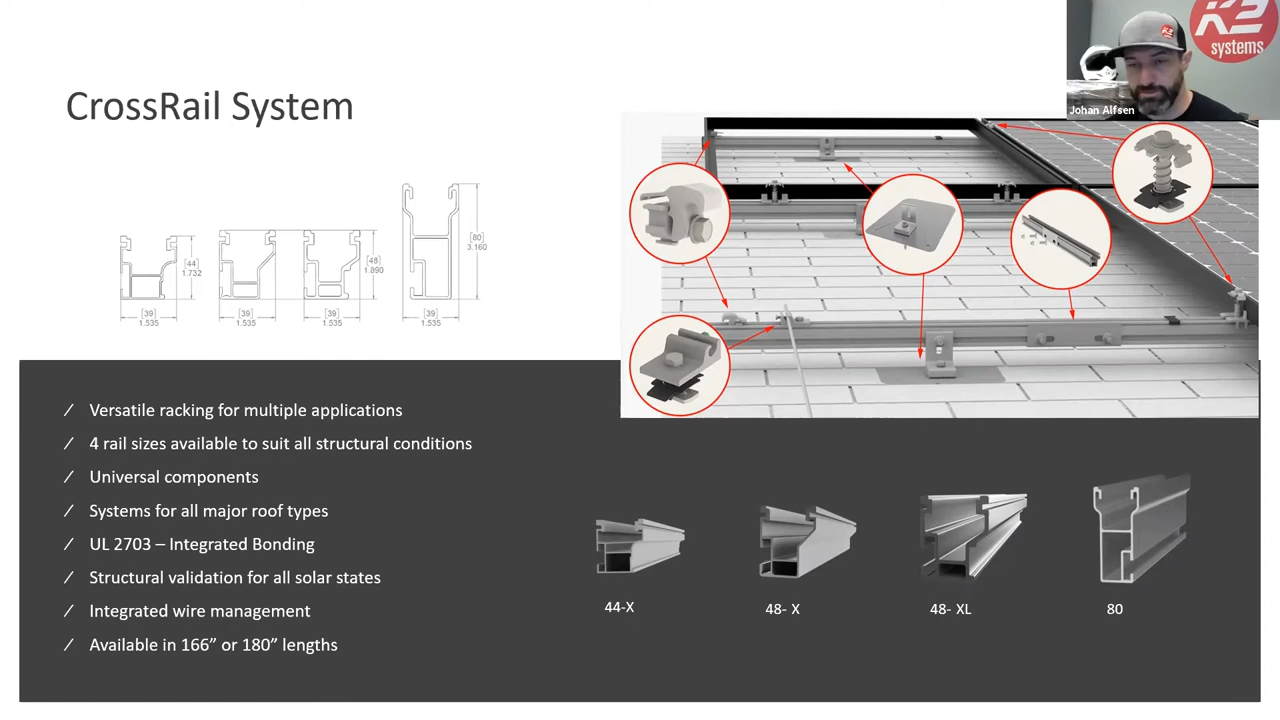 K2
systems
Johan Alfsen
CrossRail System
[44]
1.732
[48]
1.890
[80]
3.160
[39]
1.535
[39]
1.535
[39]
1.535
[39]
1.535
Versatile racking for multiple applications
4 rail sizes available to suit all structural conditions
Universal components
Systems for all major roof types
UL 2703 – Integrated Bonding
Structural validation for all solar states
Integrated wire management
Available in 166” or 180” lengths
44-X
48- X
48- XL
80